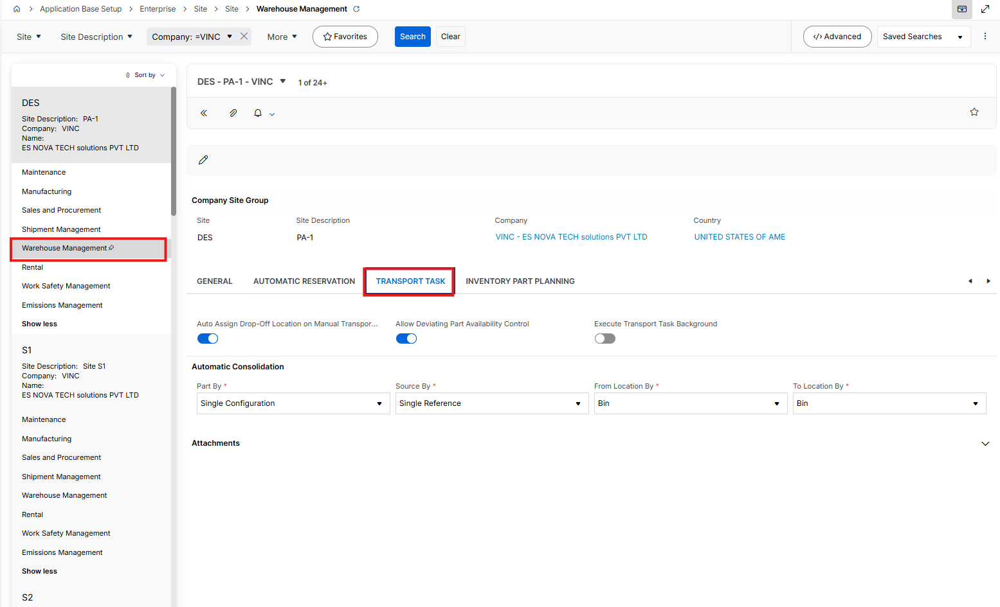 Application Base Setup > Enterprise > Site > Site > Warehouse Management
Site Site Description Company: =VINC More Favorites Search Clear </> Advanced Saved Searches
Sort by
DES
Site Description: PA-1
Company: VINC
Name:
ES NOVA TECH solutions PVT LTD
Maintenance
Manufacturing
Sales and Procurement
Shipment Management
Warehouse Management
Rental
Work Safety Management
Emissions Management
Show less
S1
Site Description: Site S1
Company: VINC
Name:
ES NOVA TECH solutions PVT LTD
Maintenance
Manufacturing
Sales and Procurement
Shipment Management
Warehouse Management
Rental
Work Safety Management
Emissions Management
Show less
S2
DES - PA-1 - VINC 1 of 24+
Company Site Group
Site Site Description Company Country
DES PA-1 VINC - ES NOVA TECH solutions PVT LTD UNITED STATES OF AME
GENERAL AUTOMATIC RESERVATION TRANSPORT TASK INVENTORY PART PLANNING
Auto Assign Drop-Off Location on Manual Transpor... Allow Deviating Part Availability Control Execute Transport Task Background
Automatic Consolidation
Part By * Source By * From Location By * To Location By *
Single Configuration Single Reference Bin Bin
Attachments